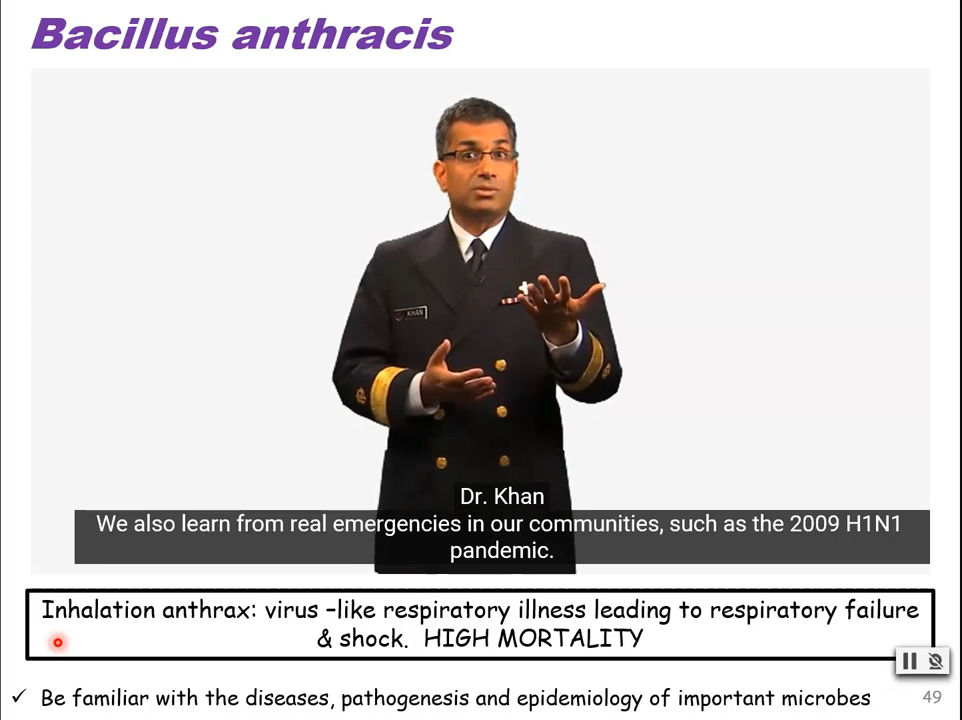 Bacillus anthracis
KHAN
Dr. Khan
We also learn from real emergencies in our communities, such as the 2009 H1N1
pandemic.
Inhalation anthrax: virus –like respiratory illness leading to respiratory failure
& shock. HIGH MORTALITY
✓ Be familiar with the diseases, pathogenesis and epidemiology of important microbes
49